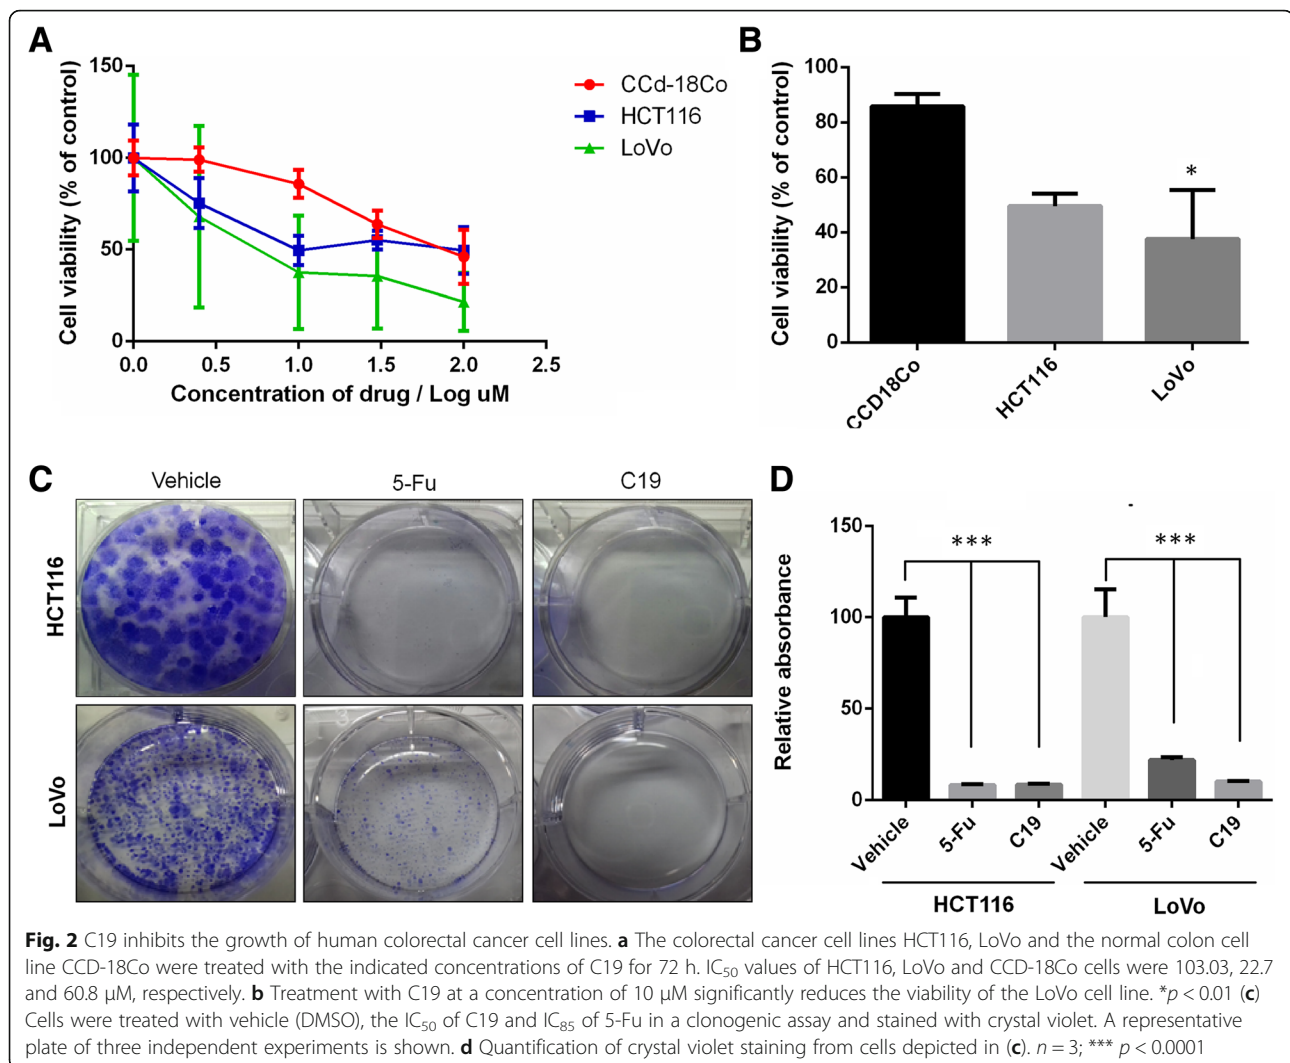 A
150
100
50
0
Cell viability (% of control)
0.0 0.5 1.0 1.5 2.0 2.5
Concentration of drug / Log uM
CCd-18Co
HCT116
LoVo
B
100
80
60
40
20
0
Cell viability (% of control)
*
CCD18Co
HCT116
LoVo
C
Vehicle 5-Fu C19
HCT116
LoVo
D
150
100
50
0
Relative absorbance
*** ***
Vehicle 5-Fu C19 Vehicle 5-Fu C19
HCT116 LoVo
Fig. 2 C19 inhibits the growth of human colorectal cancer cell lines. a The colorectal cancer cell lines HCT116, LoVo and the normal colon cell
line CCD-18Co were treated with the indicated concentrations of C19 for 72 h. IC50 values of HCT116, LoVo and CCD-18Co cells were 103.03, 22.7
and 60.8 μM, respectively. b Treatment with C19 at a concentration of 10 μM significantly reduces the viability of the LoVo cell line. *p < 0.01 (c)
Cells were treated with vehicle (DMSO), the IC50 of C19 and IC85 of 5-Fu in a clonogenic assay and stained with crystal violet. A representative
plate of three independent experiments is shown. d Quantification of crystal violet staining from cells depicted in (c). n = 3; *** p < 0.0001